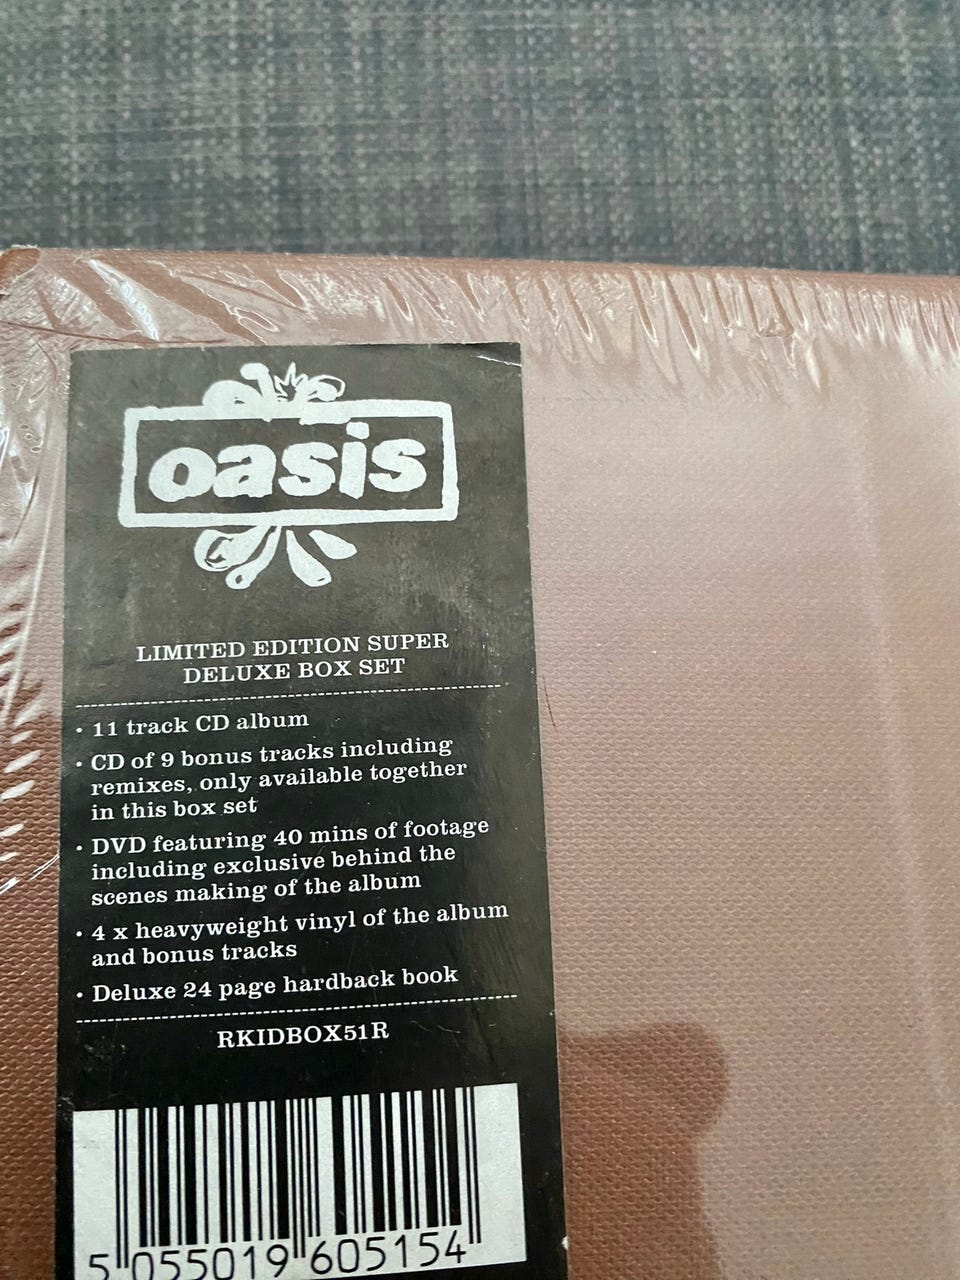 oasis
LIMITED EDITION SUPER
DELUXE BOX SET
• 11 track CD album
• CD of 9 bonus tracks including
remixes, only available together
in this box set
• DVD featuring 40 mins of footage
including exclusive behind the
scenes making of the album
• 4 x heavyweight vinyl of the album
and bonus tracks
• Deluxe 24 page hardback book
RKIDBOX51R
5 055019 605154